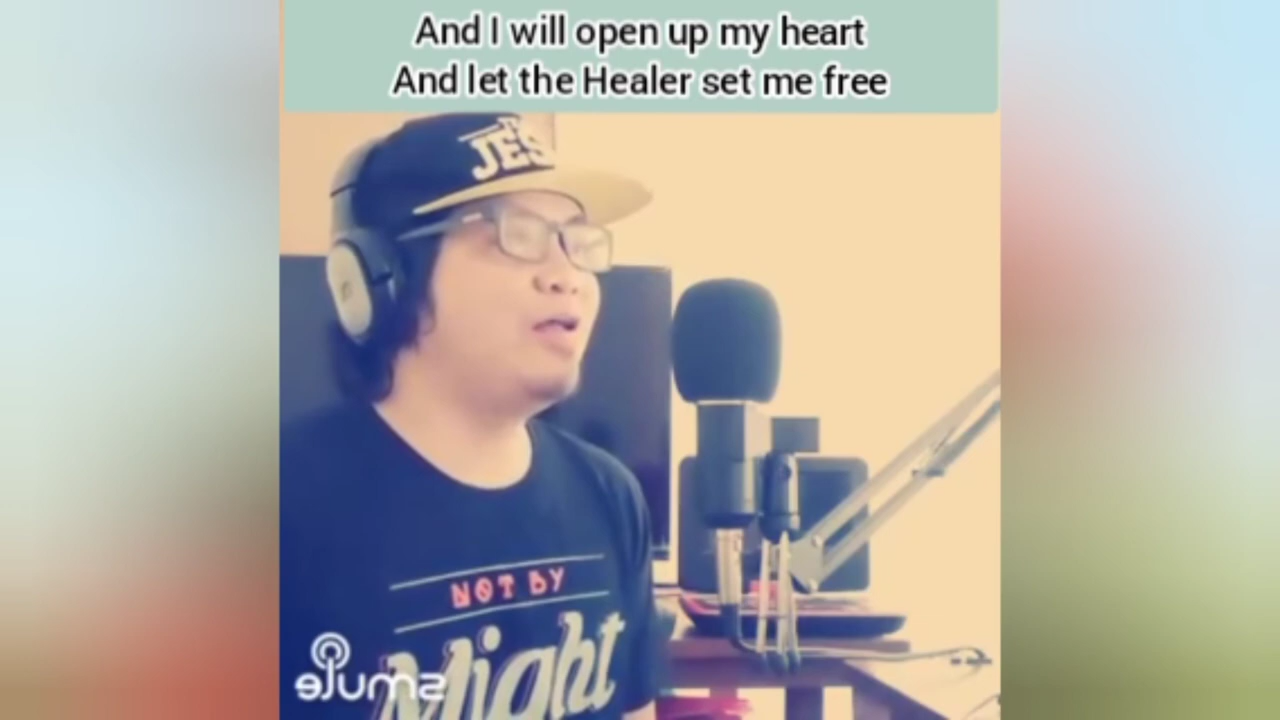 And I will open up my heart
And let the Healer set me free
JES
NOT BY
Might
smule